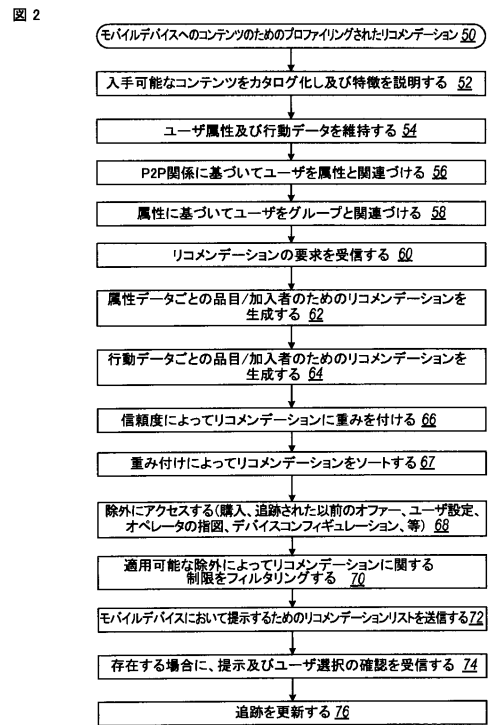 図 2
モバイルデバイスへのコンテンツのためのプロファイリングされたリコメンデーション 50
入手可能なコンテンツをカタログ化し及び特徴を説明する 52
ユーザ属性及び行動データを維持する 54
P2P関係に基づいてユーザを属性と関連づける 56
属性に基づいてユーザをグループと関連づける 58
リコメンデーションの要求を受信する 60
属性データごとの品目/加入者のためのリコメンデーションを
生成する 62
行動データごとの品目/加入者のためのリコメンデーションを
生成する 64
信頼度によってリコメンデーションに重みを付ける 66
重み付けによってリコメンデーションをソートする 67
除外にアクセスする(購入、追跡された以前のオファー、ユーザ設定、
オペレータの指図、デバイスコンフィギュレーション、等) 68
適用可能な除外によってリコメンデーションに関する
制限をフィルタリングする 70
モバイルデバイスにおいて提示するためのリコメンデーションリストを送信する 72
存在する場合に、提示及びユーザ選択の確認を受信する 74
追跡を更新する 76